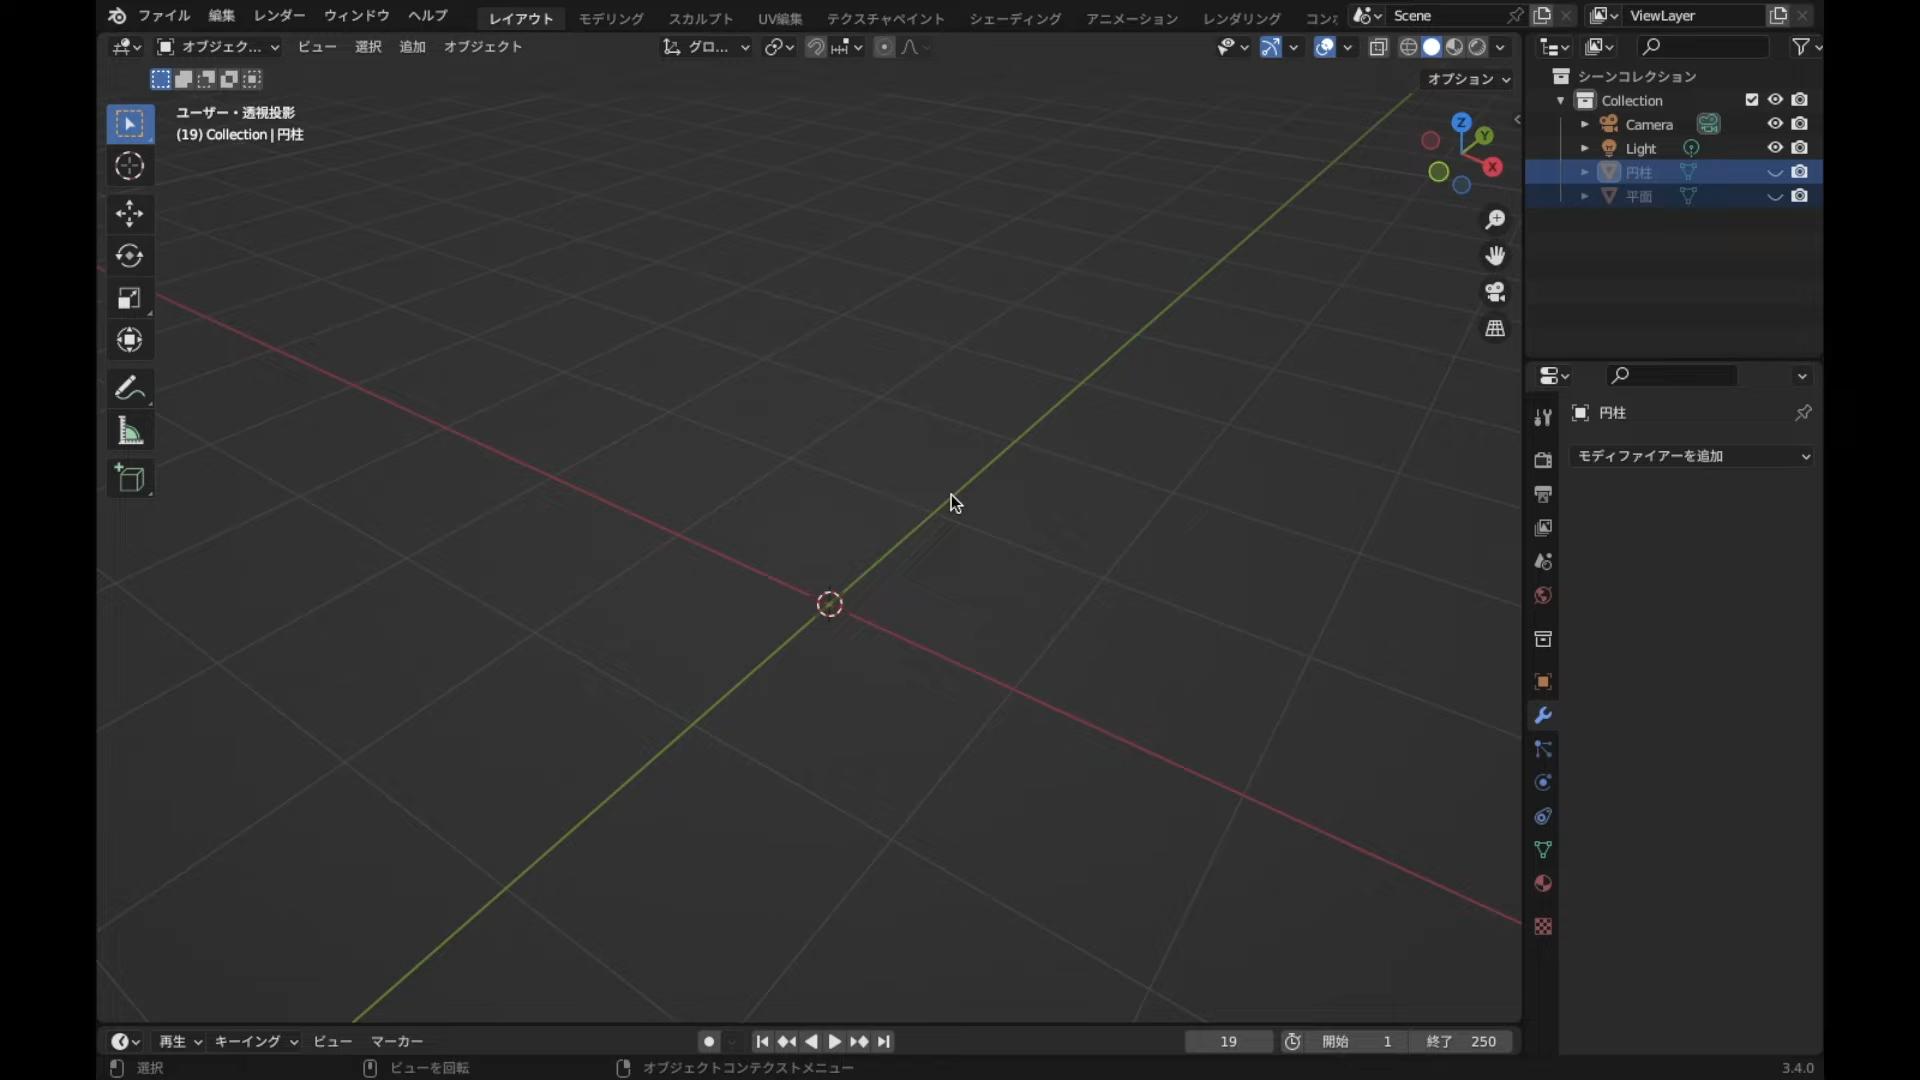 ファイル 編集 レンダー ウィンドウ ヘルプ レイアウト モデリング スカルプト UV編集 テクスチャペイント シェーディング アニメーション レンダリング Scene ViewLayer
オブジェク... ビュー 選択 追加 オブジェクト グロ...
オプション
ユーザー・透視投影
(19) Collection | 円柱
Z
Y
X
シーンコレクション
Collection
Camera
Light
円柱
平面
円柱
モディファイアーを追加
再生 キーイング ビュー マーカー 19 開始 1 終了 250
選択 ビューを回転 オブジェクトコンテクストメニュー 3.4.0